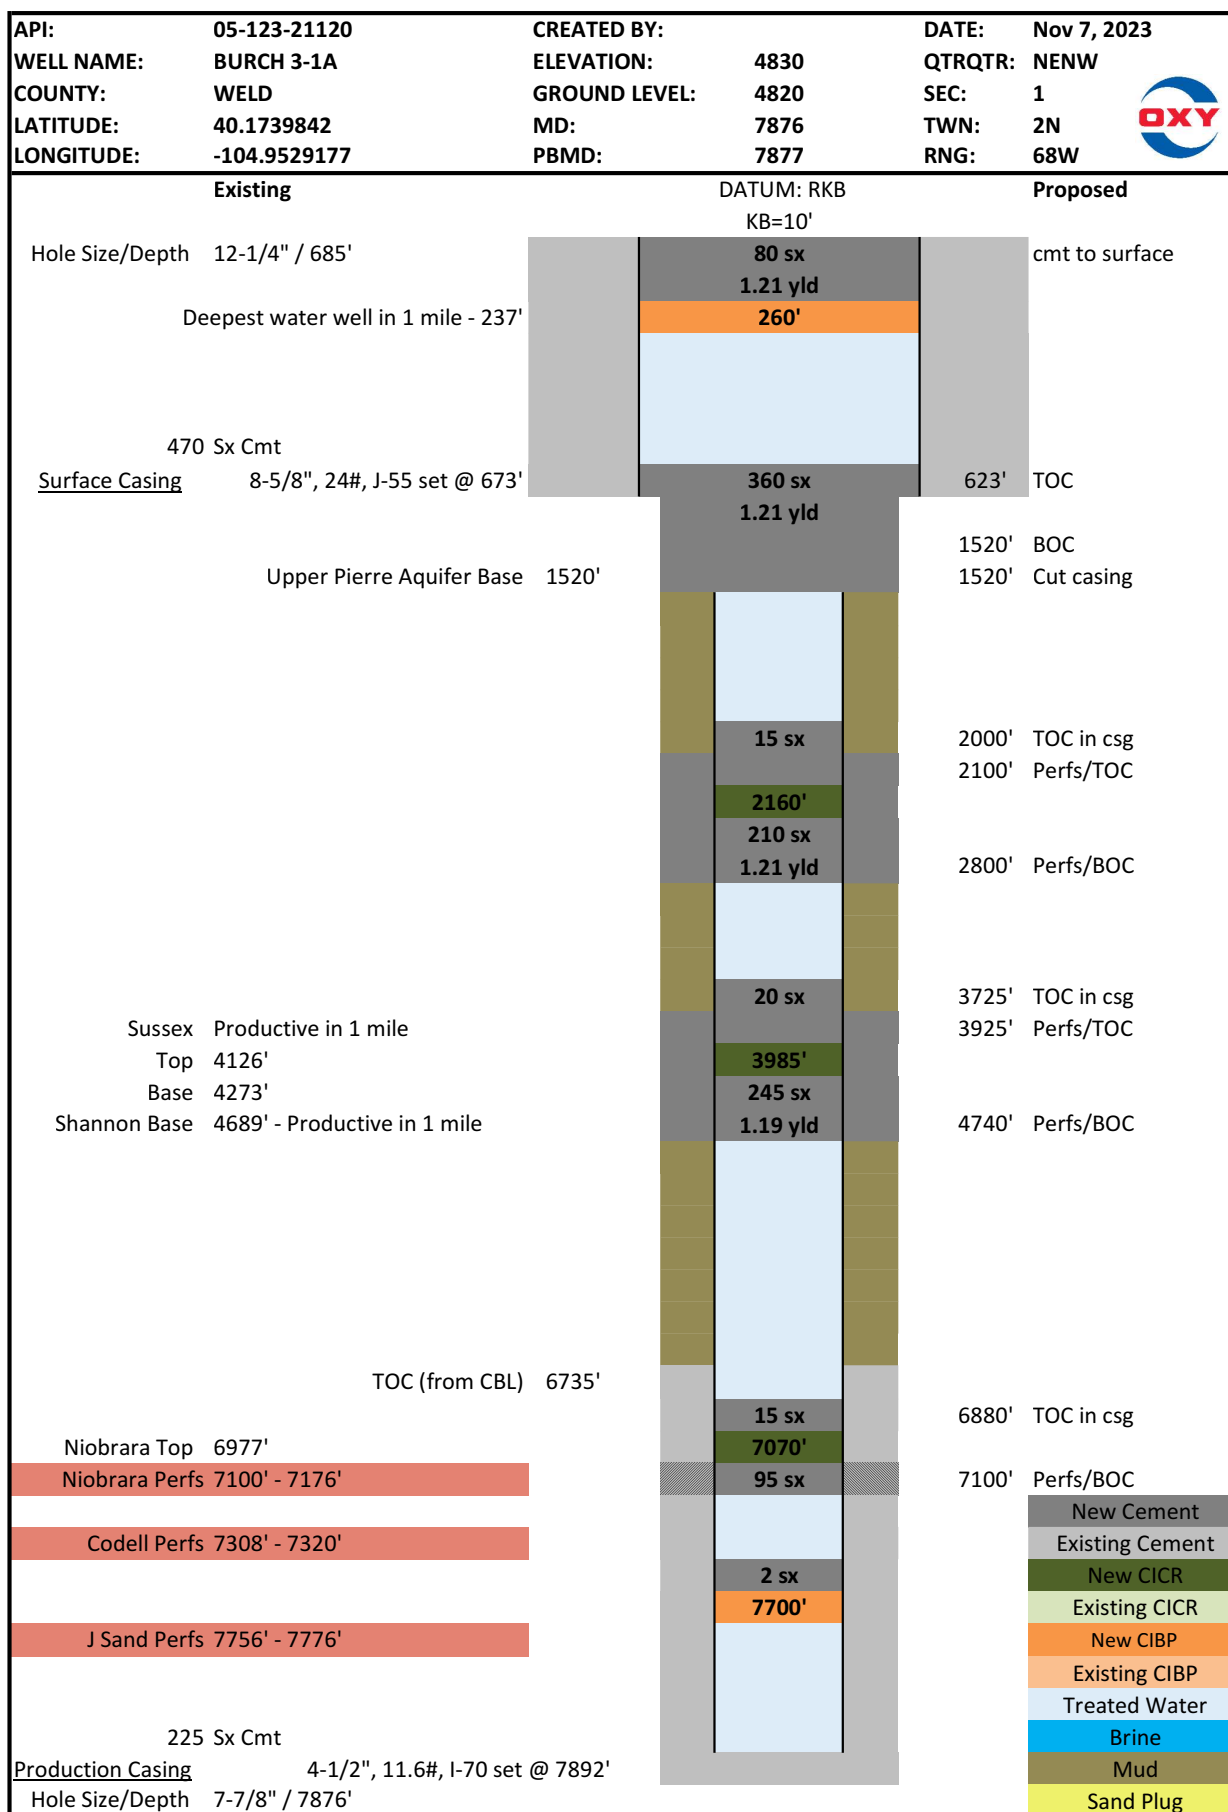 API: 05-123-21120 CREATED BY: DATE: Nov 7, 2023
WELL NAME: BURCH 3-1A ELEVATION: 4830 QTRQTR: NENW
COUNTY: WELD GROUND LEVEL: 4820 SEC: 1
LATITUDE: 40.1739842 MD: 7876 TWN: 2N
LONGITUDE: -104.9529177 PBMD: 7877 RNG: 68W
OXY
Existing DATUM: RKB Proposed
KB=10'
Hole Size/Depth 12-1/4" / 685' 80 sx cmt to surface
1.21 yld
Deepest water well in 1 mile - 237' 260'
470 Sx Cmt
Surface Casing 8-5/8", 24#, J-55 set @ 673' 360 sx 623' TOC
1.21 yld
1520' BOC
Upper Pierre Aquifer Base 1520' 1520' Cut casing
15 sx 2000' TOC in csg
2100' Perfs/TOC
2160'
210 sx
1.21 yld 2800' Perfs/BOC
20 sx 3725' TOC in csg
Sussex Productive in 1 mile 3925' Perfs/TOC
Top 4126' 3985'
Base 4273' 245 sx
Shannon Base 4689' - Productive in 1 mile 1.19 yld 4740' Perfs/BOC
TOC (from CBL) 6735'
15 sx 6880' TOC in csg
Niobrara Top 6977' 7070'
Niobrara Perfs 7100' - 7176' 95 sx 7100' Perfs/BOC
New Cement
Codell Perfs 7308' - 7320' Existing Cement
2 sx New CICR
7700' Existing CICR
J Sand Perfs 7756' - 7776' New CIBP
Existing CIBP
Treated Water
225 Sx Cmt Brine
Production Casing 4-1/2", 11.6#, I-70 set @ 7892' Mud
Hole Size/Depth 7-7/8" / 7876' Sand Plug